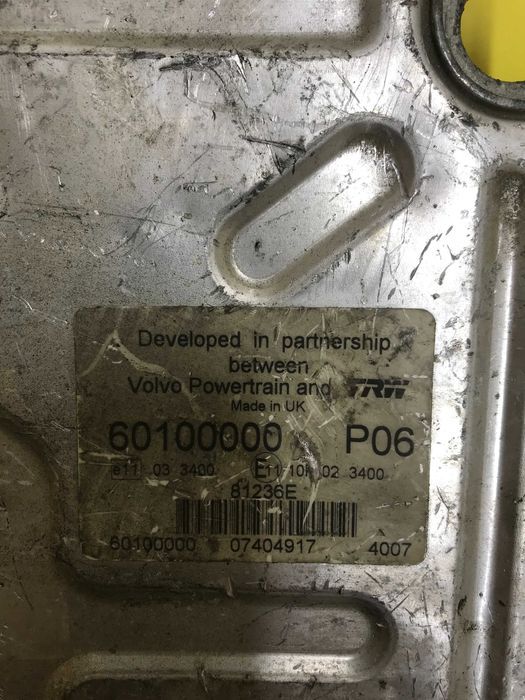 Developed in partnership
between
Volvo Powertrain and TRW
Made in UK
60100000 P06
e11 03 3400 E11 10R 02 3400
81236E
60100000 07404917 4007